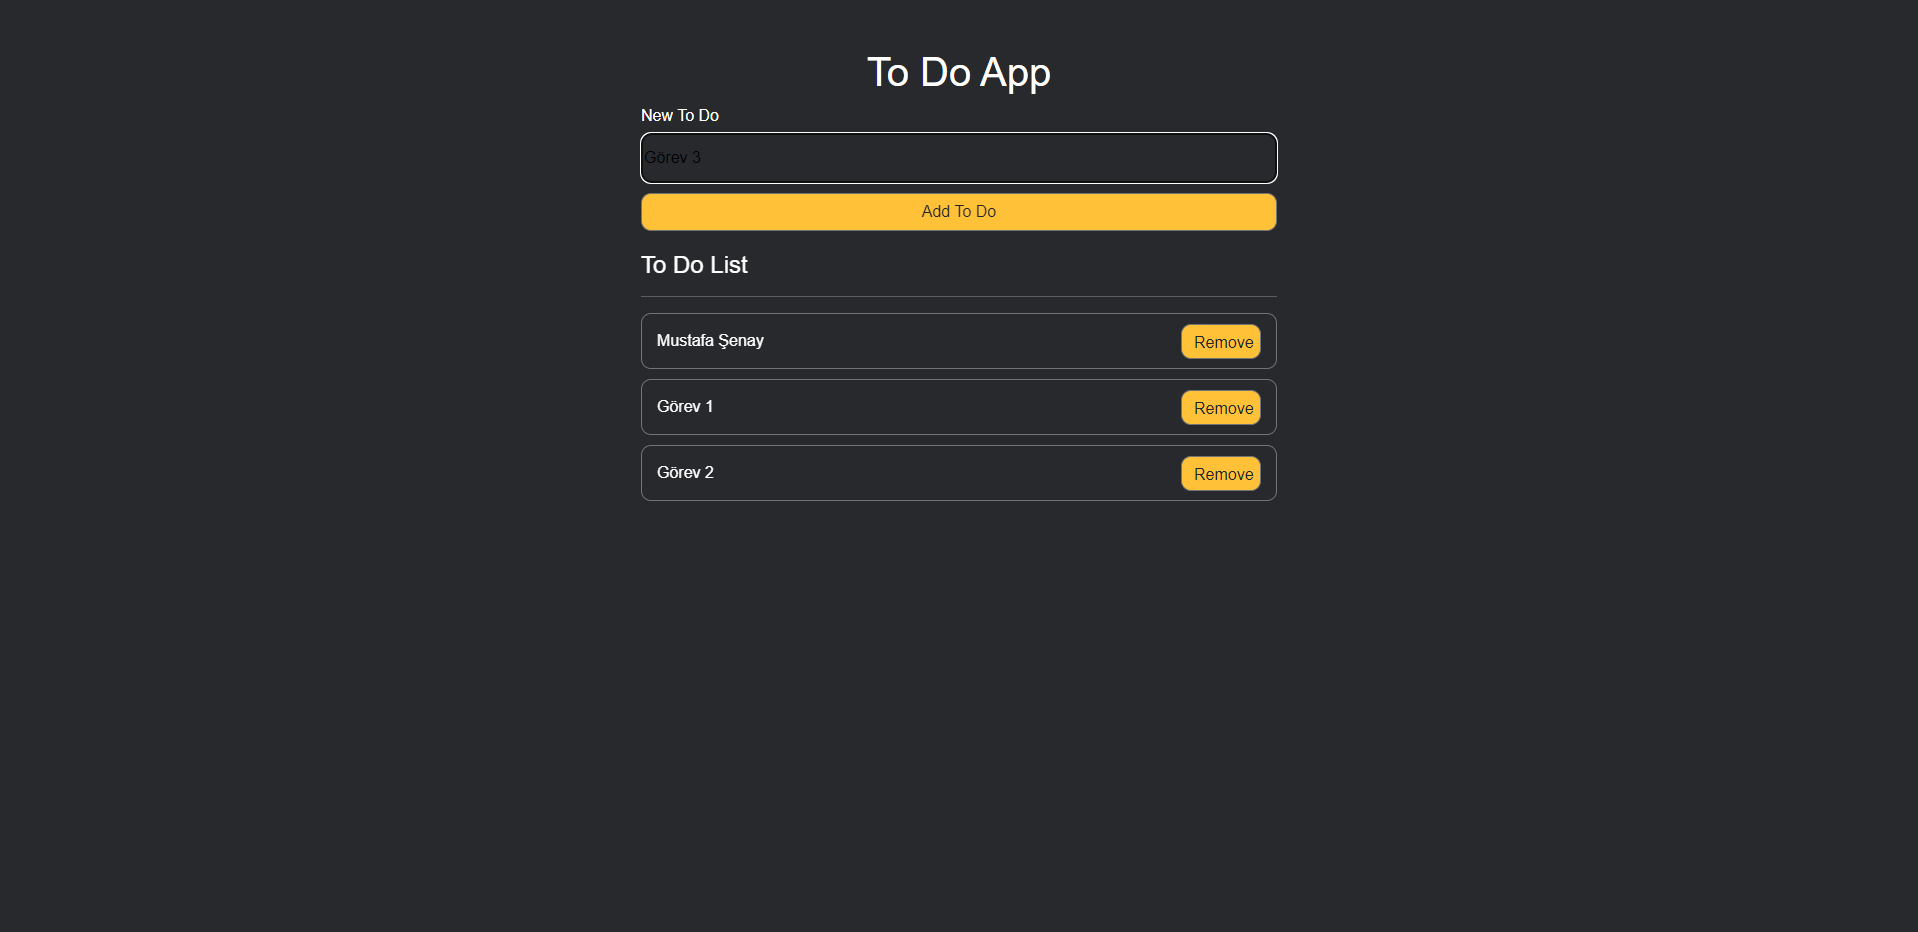 To Do App
New To Do
Görev 3
Add To Do
To Do List
Mustafa Şenay
Remove
Görev 1
Remove
Görev 2
Remove